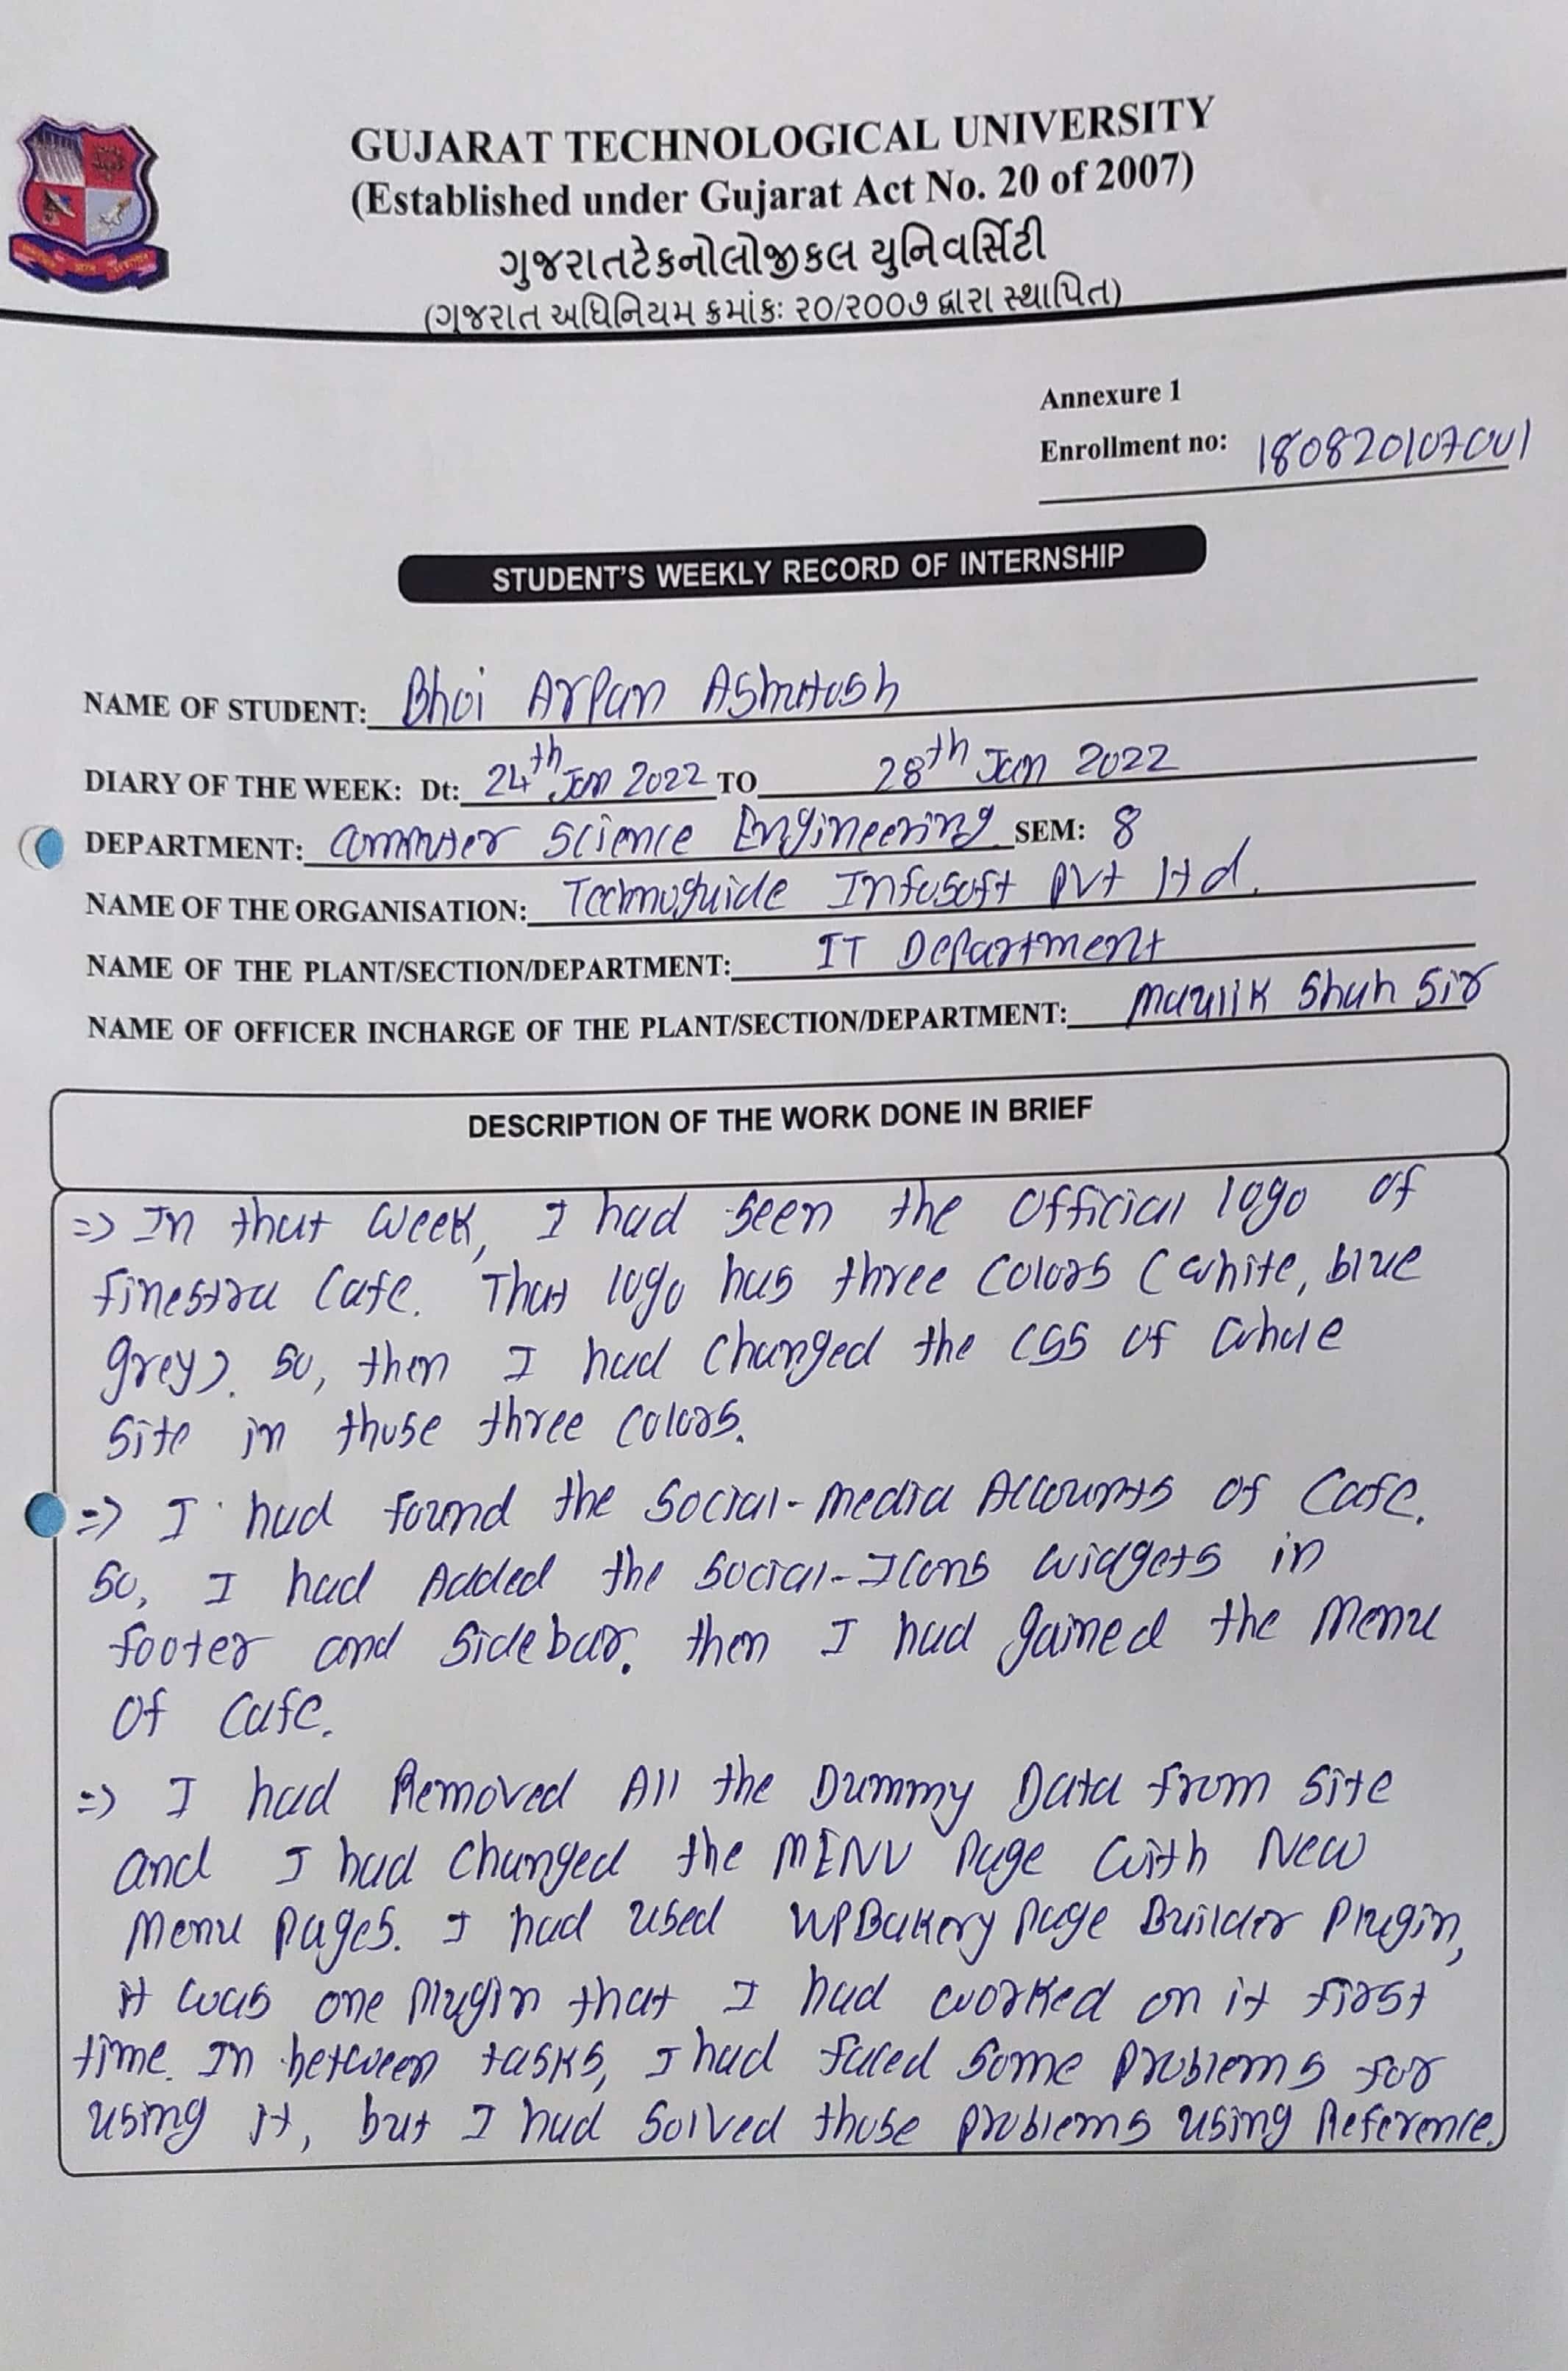 GUJARAT TECHNOLOGICAL UNIVERSITY
(Established under Gujarat Act No. 20 of 2007)
ગુજરાતટેકનોલોજીકલ યુનિવર્સિટી
(ગુજરાત અધિનિયમ ક્રમાંકઃ ૨૦/૨૦૦૭ દ્વારા સ્થાપિત)
Annexure 1
Enrollment no: 180820107001
STUDENT'S WEEKLY RECORD OF INTERNSHIP
NAME OF STUDENT: Bhoi Arpan Ashutosh
DIARY OF THE WEEK: Dt: 24th Jan 2022 TO 28th Jan 2022
DEPARTMENT: Computer Science Engineering SEM: 8
NAME OF THE ORGANISATION: Technoguide Infosoft Pvt ltd.
NAME OF THE PLANT/SECTION/DEPARTMENT: IT Department
NAME OF OFFICER INCHARGE OF THE PLANT/SECTION/DEPARTMENT: Maulik Shah Sir
DESCRIPTION OF THE WORK DONE IN BRIEF
=> In that week, I had seen the Official logo of
finestra Cafe. That logo has three Colors (white, blue
grey). So, then I had Changed the CSS of whole
Site in those three Colors.
=> I had found the Social-media Accounts of Cafe.
So, I had Added the Social-Icons widgets in
footer and Sidebar. then I had gained the Menu
Of Cafe.
=> I had Removed All the Dummy Data from Site
and I had Changed the MENU Page with New
Menu Pages. I had used WPBakery Page Builder Plugin,
it was one Plugin that I had worked on it first
time. In between tasks, I had faced Some Problems for
using it, but I had Solved those Problems using Reference.